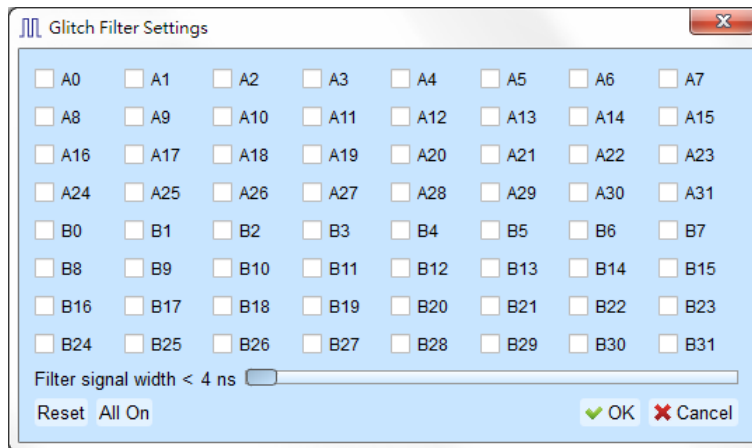 Glitch Filter Settings
A0 A1 A2 A3 A4 A5 A6 A7
A8 A9 A10 A11 A12 A13 A14 A15
A16 A17 A18 A19 A20 A21 A22 A23
A24 A25 A26 A27 A28 A29 A30 A31
B0 B1 B2 B3 B4 B5 B6 B7
B8 B9 B10 B11 B12 B13 B14 B15
B16 B17 B18 B19 B20 B21 B22 B23
B24 B25 B26 B27 B28 B29 B30 B31
Filter signal width < 4 ns
Reset All On OK Cancel